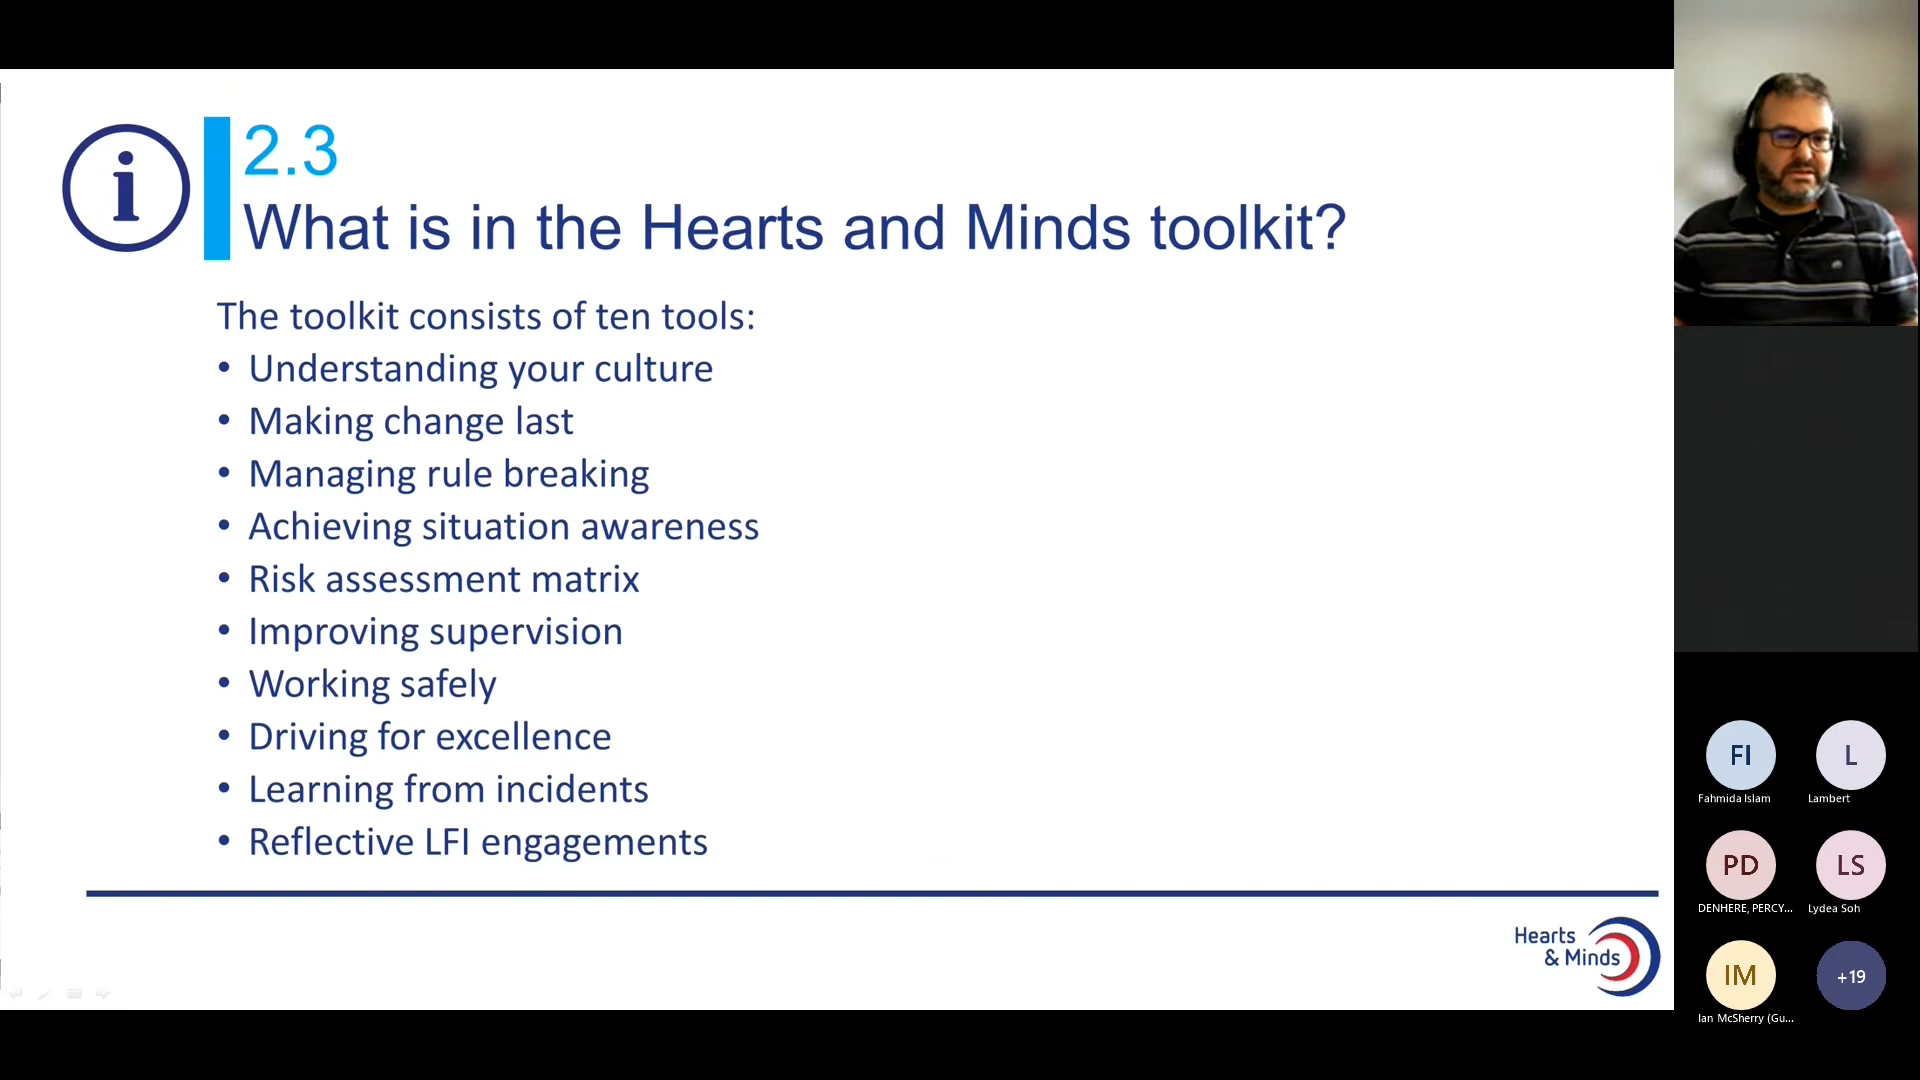 i
2.3
What is in the Hearts and Minds toolkit?
The toolkit consists of ten tools:
• Understanding your culture
• Making change last
• Managing rule breaking
• Achieving situation awareness
• Risk assessment matrix
• Improving supervision
• Working safely
• Driving for excellence
• Learning from incidents
• Reflective LFI engagements
Hearts
& Minds
FI
Fahmida Islam
L
Lambert
PD
DENHERE, PERCY...
LS
Lydea Soh
IM
Ian McSherry (Gu...
+19